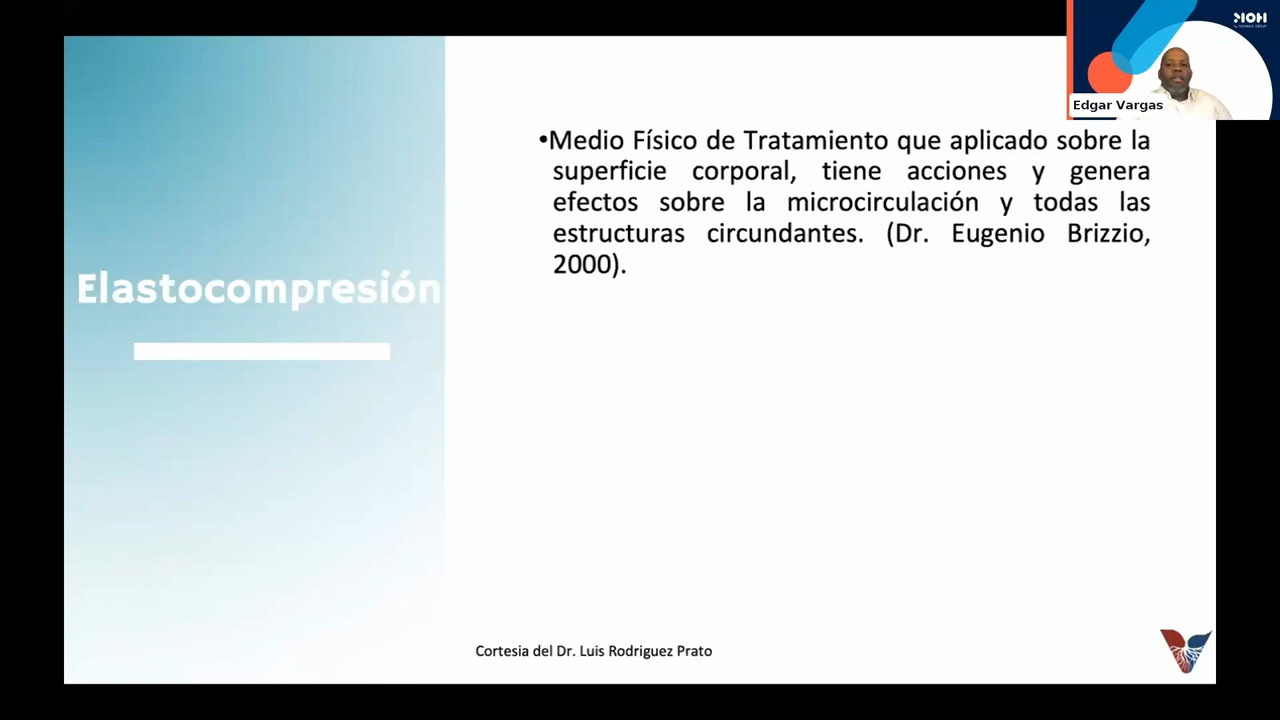 MOH
Edgar Vargas
•Medio Físico de Tratamiento que aplicado sobre la
superficie corporal, tiene acciones y genera
efectos sobre la microcirculación y todas las
estructuras circundantes. (Dr. Eugenio Brizzio,
2000).
Elastocompresión
Cortesia del Dr. Luis Rodriguez Prato